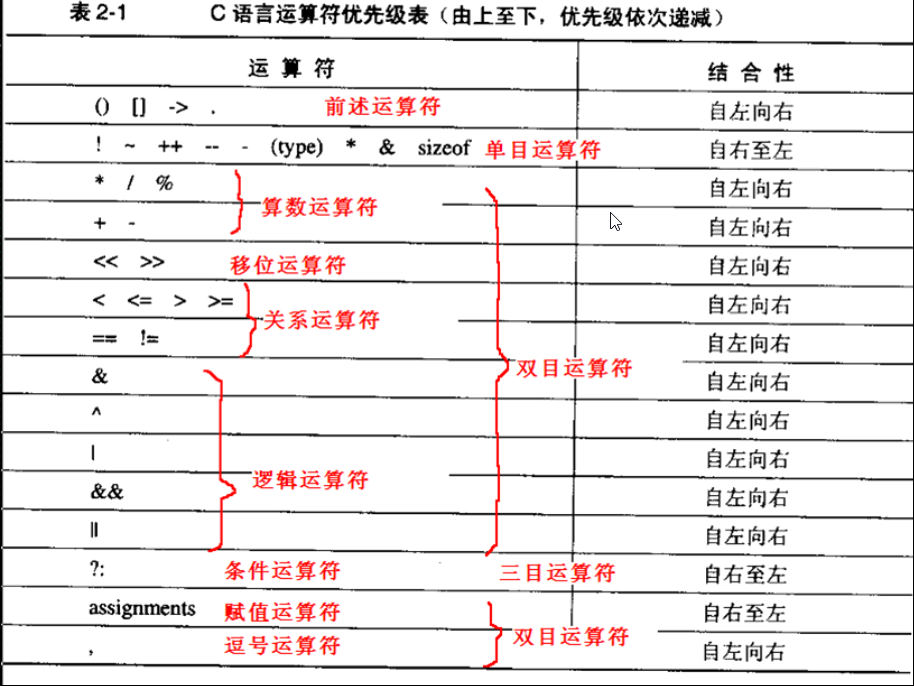 表 2-1 C 语言运算符优先级表（由上至下，优先级依次递减）
运 算 符 结 合 性
() [] -> . 前述运算符 自左向右
! ~ ++ -- - (type) * & sizeof 单目运算符 自右至左
* / % 自左向右
算数运算符
+ - 自左向右
<< >> 移位运算符 自左向右
< <= > >= 自左向右
关系运算符
== != 自左向右
双目运算符
& 自左向右
^ 自左向右
| 自左向右
逻辑运算符
&& 自左向右
|| 自左向右
?: 条件运算符 三目运算符 自右至左
assignments 赋值运算符 自右至左
双目运算符
, 逗号运算符 自左向右